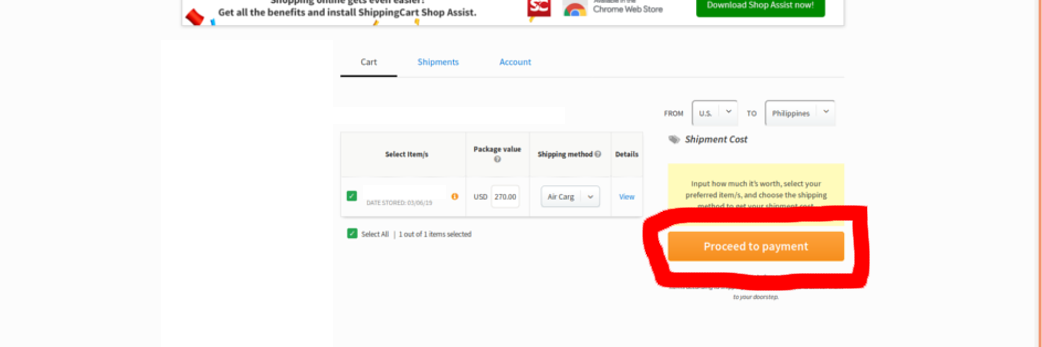 Shopping online gets even easier!
Get all the benefits and install ShippingCart Shop Assist.
SC
Available in the
Chrome Web Store
Download Shop Assist now!
Cart
Shipments
Account
FROM U.S. TO Philippines
Shipment Cost
Select Item/s
Package value
Shipping method
Details
DATE STORED: 03/06/19
USD 270.00
Air Carg
View
Select All | 1 out of 1 items selected
Input how much it's worth, select your
preferred item/s, and choose the shipping
method to get your shipment cost.
Proceed to payment
to your doorstep.